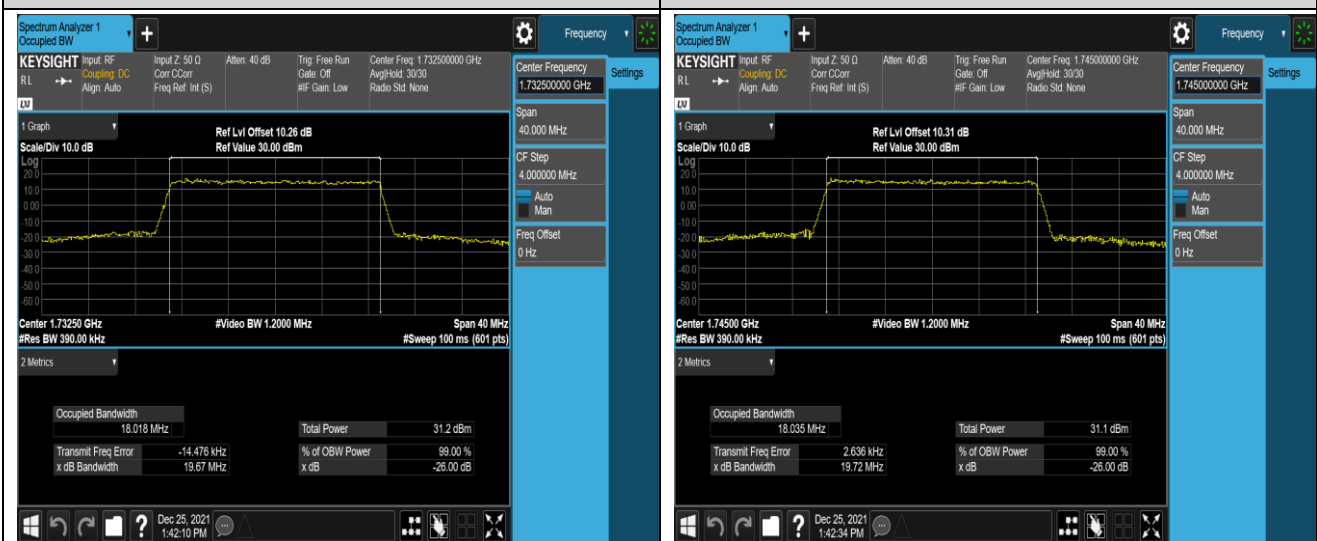 Spectrum Analyzer 1
Occupied BW
+
Frequency
KEYSIGHT
R L
LXI
Input: RF
Coupling: DC
Align: Auto
Input Z: 50 Ω
Corr CCorr
Freq Ref: Int (S)
Atten: 40 dB
Trig: Free Run
Gate: Off
#IF Gain: Low
Center Freq: 1.732500000 GHz
Avg|Hold: 30/30
Radio Std: None
Center Frequency
1.732500000 GHz
Settings
Span
40.000 MHz
CF Step
4.000000 MHz
Auto
Man
Freq Offset
0 Hz
1 Graph
Scale/Div 10.0 dB
Ref Lvl Offset 10.26 dB
Ref Value 30.00 dBm
Log
20.0
10.0
0.00
-10.0
-20.0
-30.0
-40.0
-50.0
-60.0
Center 1.73250 GHz
#Res BW 390.00 kHz
#Video BW 1.2000 MHz
Span 40 MHz
#Sweep 100 ms (601 pts)
2 Metrics
Occupied Bandwidth
18.018 MHz
Total Power 31.2 dBm
Transmit Freq Error -14.476 kHz
% of OBW Power 99.00 %
x dB Bandwidth 19.67 MHz
x dB -26.00 dB
?
Dec 25, 2021
1:42:10 PM
Spectrum Analyzer 1
Occupied BW
+
Frequency
KEYSIGHT
R L
LXI
Input: RF
Coupling: DC
Align: Auto
Input Z: 50 Ω
Corr CCorr
Freq Ref: Int (S)
Atten: 40 dB
Trig: Free Run
Gate: Off
#IF Gain: Low
Center Freq: 1.745000000 GHz
Avg|Hold: 30/30
Radio Std: None
Center Frequency
1.745000000 GHz
Settings
Span
40.000 MHz
CF Step
4.000000 MHz
Auto
Man
Freq Offset
0 Hz
1 Graph
Scale/Div 10.0 dB
Ref Lvl Offset 10.31 dB
Ref Value 30.00 dBm
Log
20.0
10.0
0.00
-10.0
-20.0
-30.0
-40.0
-50.0
-60.0
Center 1.74500 GHz
#Res BW 390.00 kHz
#Video BW 1.2000 MHz
Span 40 MHz
#Sweep 100 ms (601 pts)
2 Metrics
Occupied Bandwidth
18.035 MHz
Total Power 31.1 dBm
Transmit Freq Error 2.636 kHz
% of OBW Power 99.00 %
x dB Bandwidth 19.72 MHz
x dB -26.00 dB
?
Dec 25, 2021
1:42:34 PM